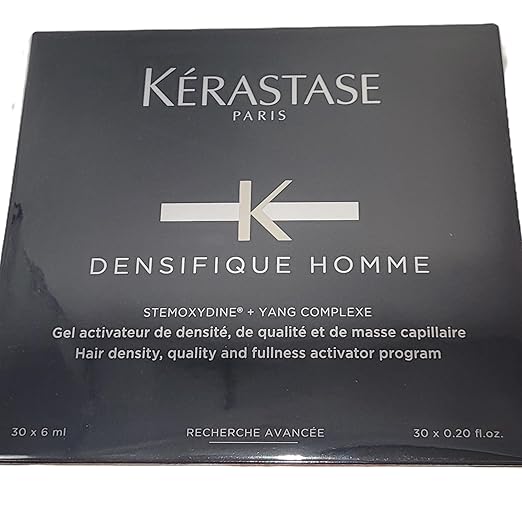 KÉRASTASE
PARIS
K
DENSIFIQUE HOMME
STEMOXYDINE® + YANG COMPLEXE
Gel activateur de densité, de qualité et de masse capillaire
Hair density, quality and fullness activator program
30 x 6 ml RECHERCHE AVANCÉE 30 x 0.20 fl.oz.